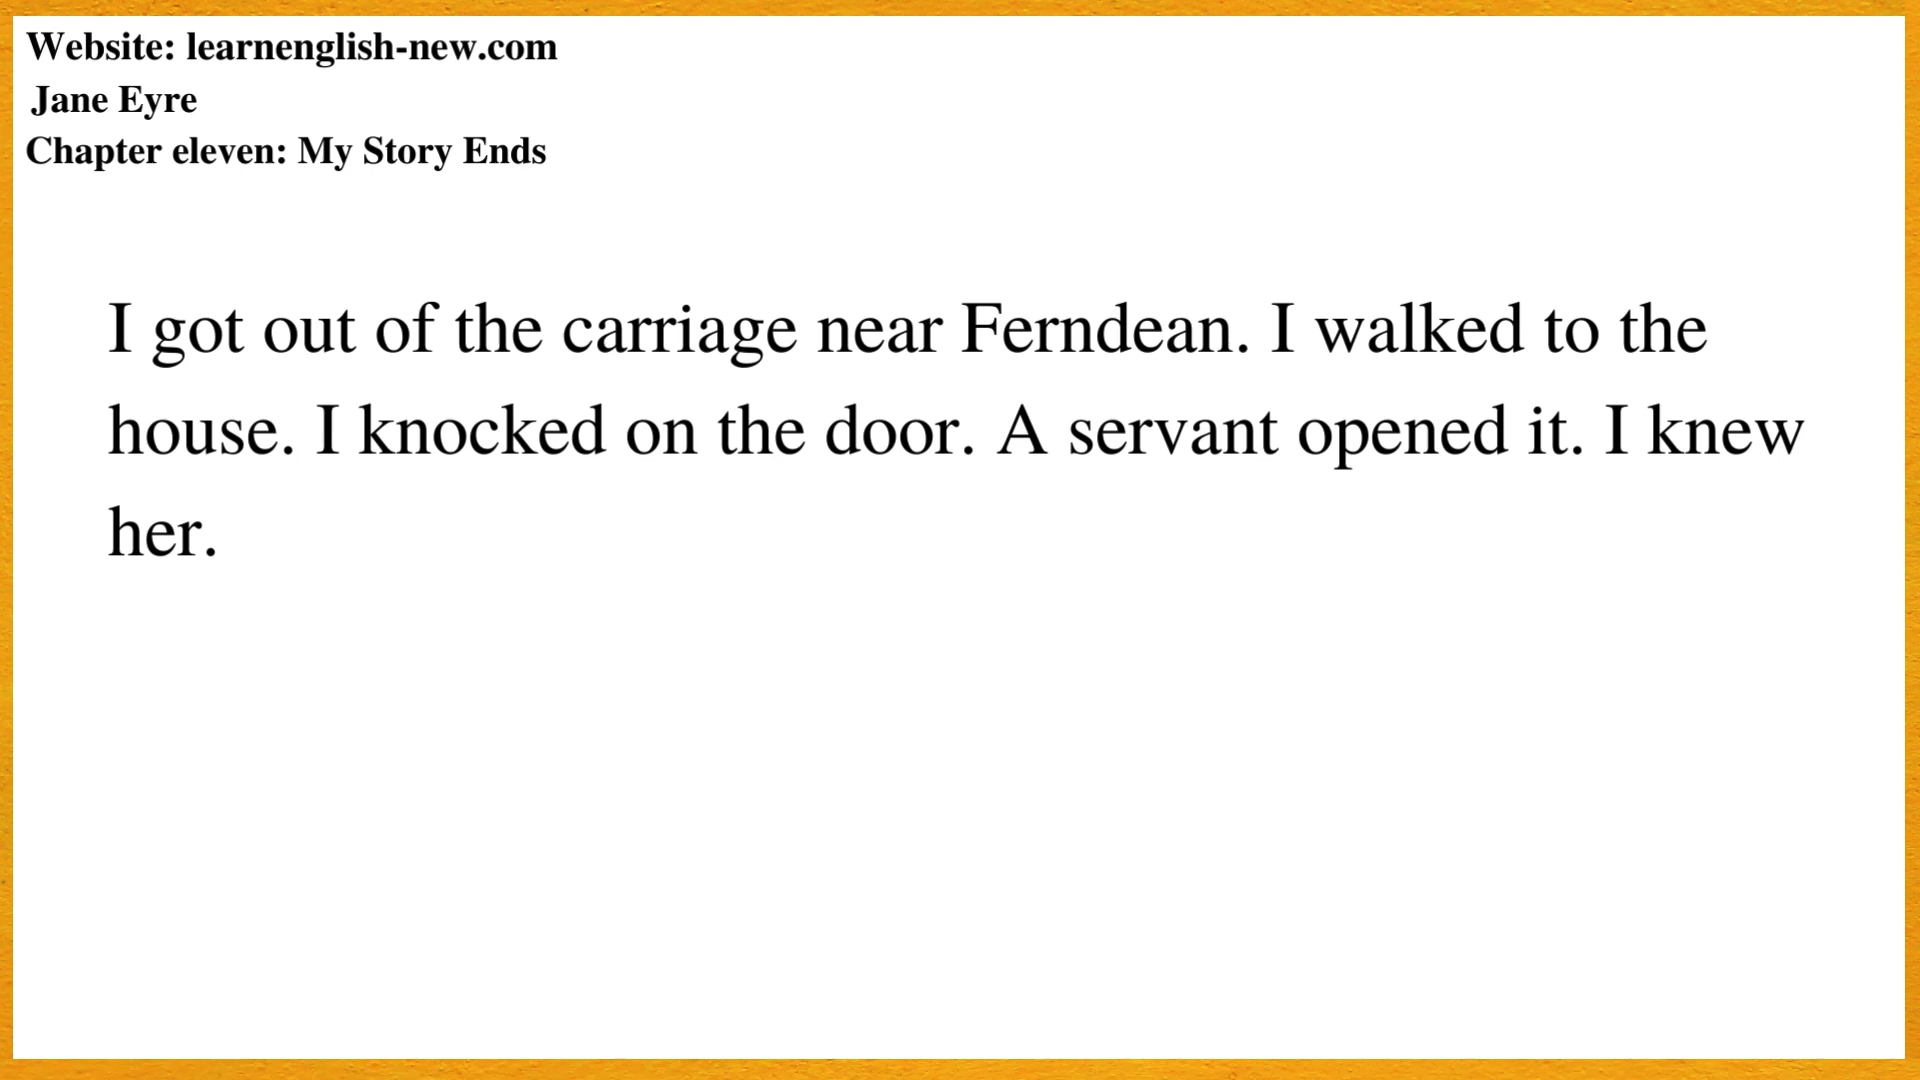 Website: learnenglish-new.com
Jane Eyre
Chapter eleven: My Story Ends
I got out of the carriage near Ferndean. I walked to the
house. I knocked on the door. A servant opened it. I knew
her.